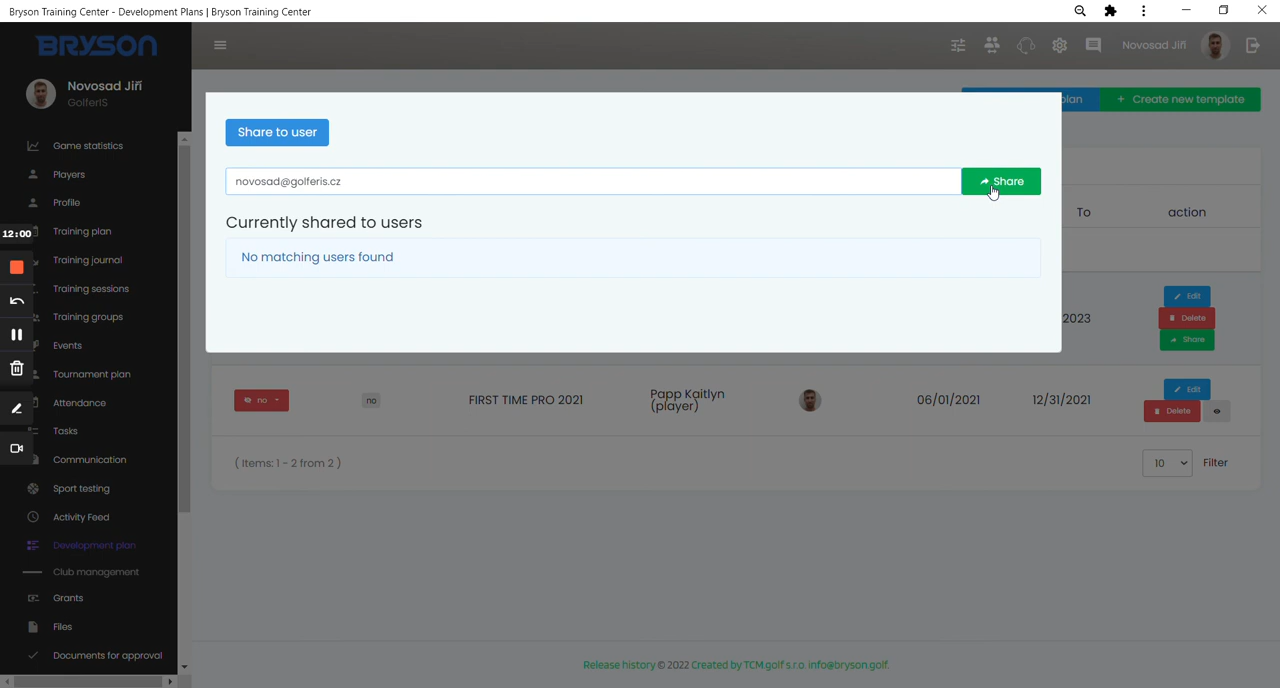 Bryson Training Center - Development Plans | Bryson Training Center
BRYSON
Novosad Jiří
Novosad Jiří
GolferIS
plan
+ Create new template
Share to user
novosad@golferis.cz
Share
Currently shared to users
No matching users found
To
action
2023
Edit
Delete
Share
no
no
FIRST TIME PRO 2021
Papp Kaitlyn
(player)
06/01/2021
12/31/2021
Edit
Delete
( Items: 1 - 2 from 2 )
10
Filter
Game statistics
Players
Profile
12:00
Training plan
Training journal
Training sessions
Training groups
Events
Tournament plan
Attendance
Tasks
Communication
Sport testing
Activity Feed
Development plan
Club management
Grants
Files
Documents for approval
Release history © 2022 Created by TCM.golf s.r.o. info@bryson.golf.